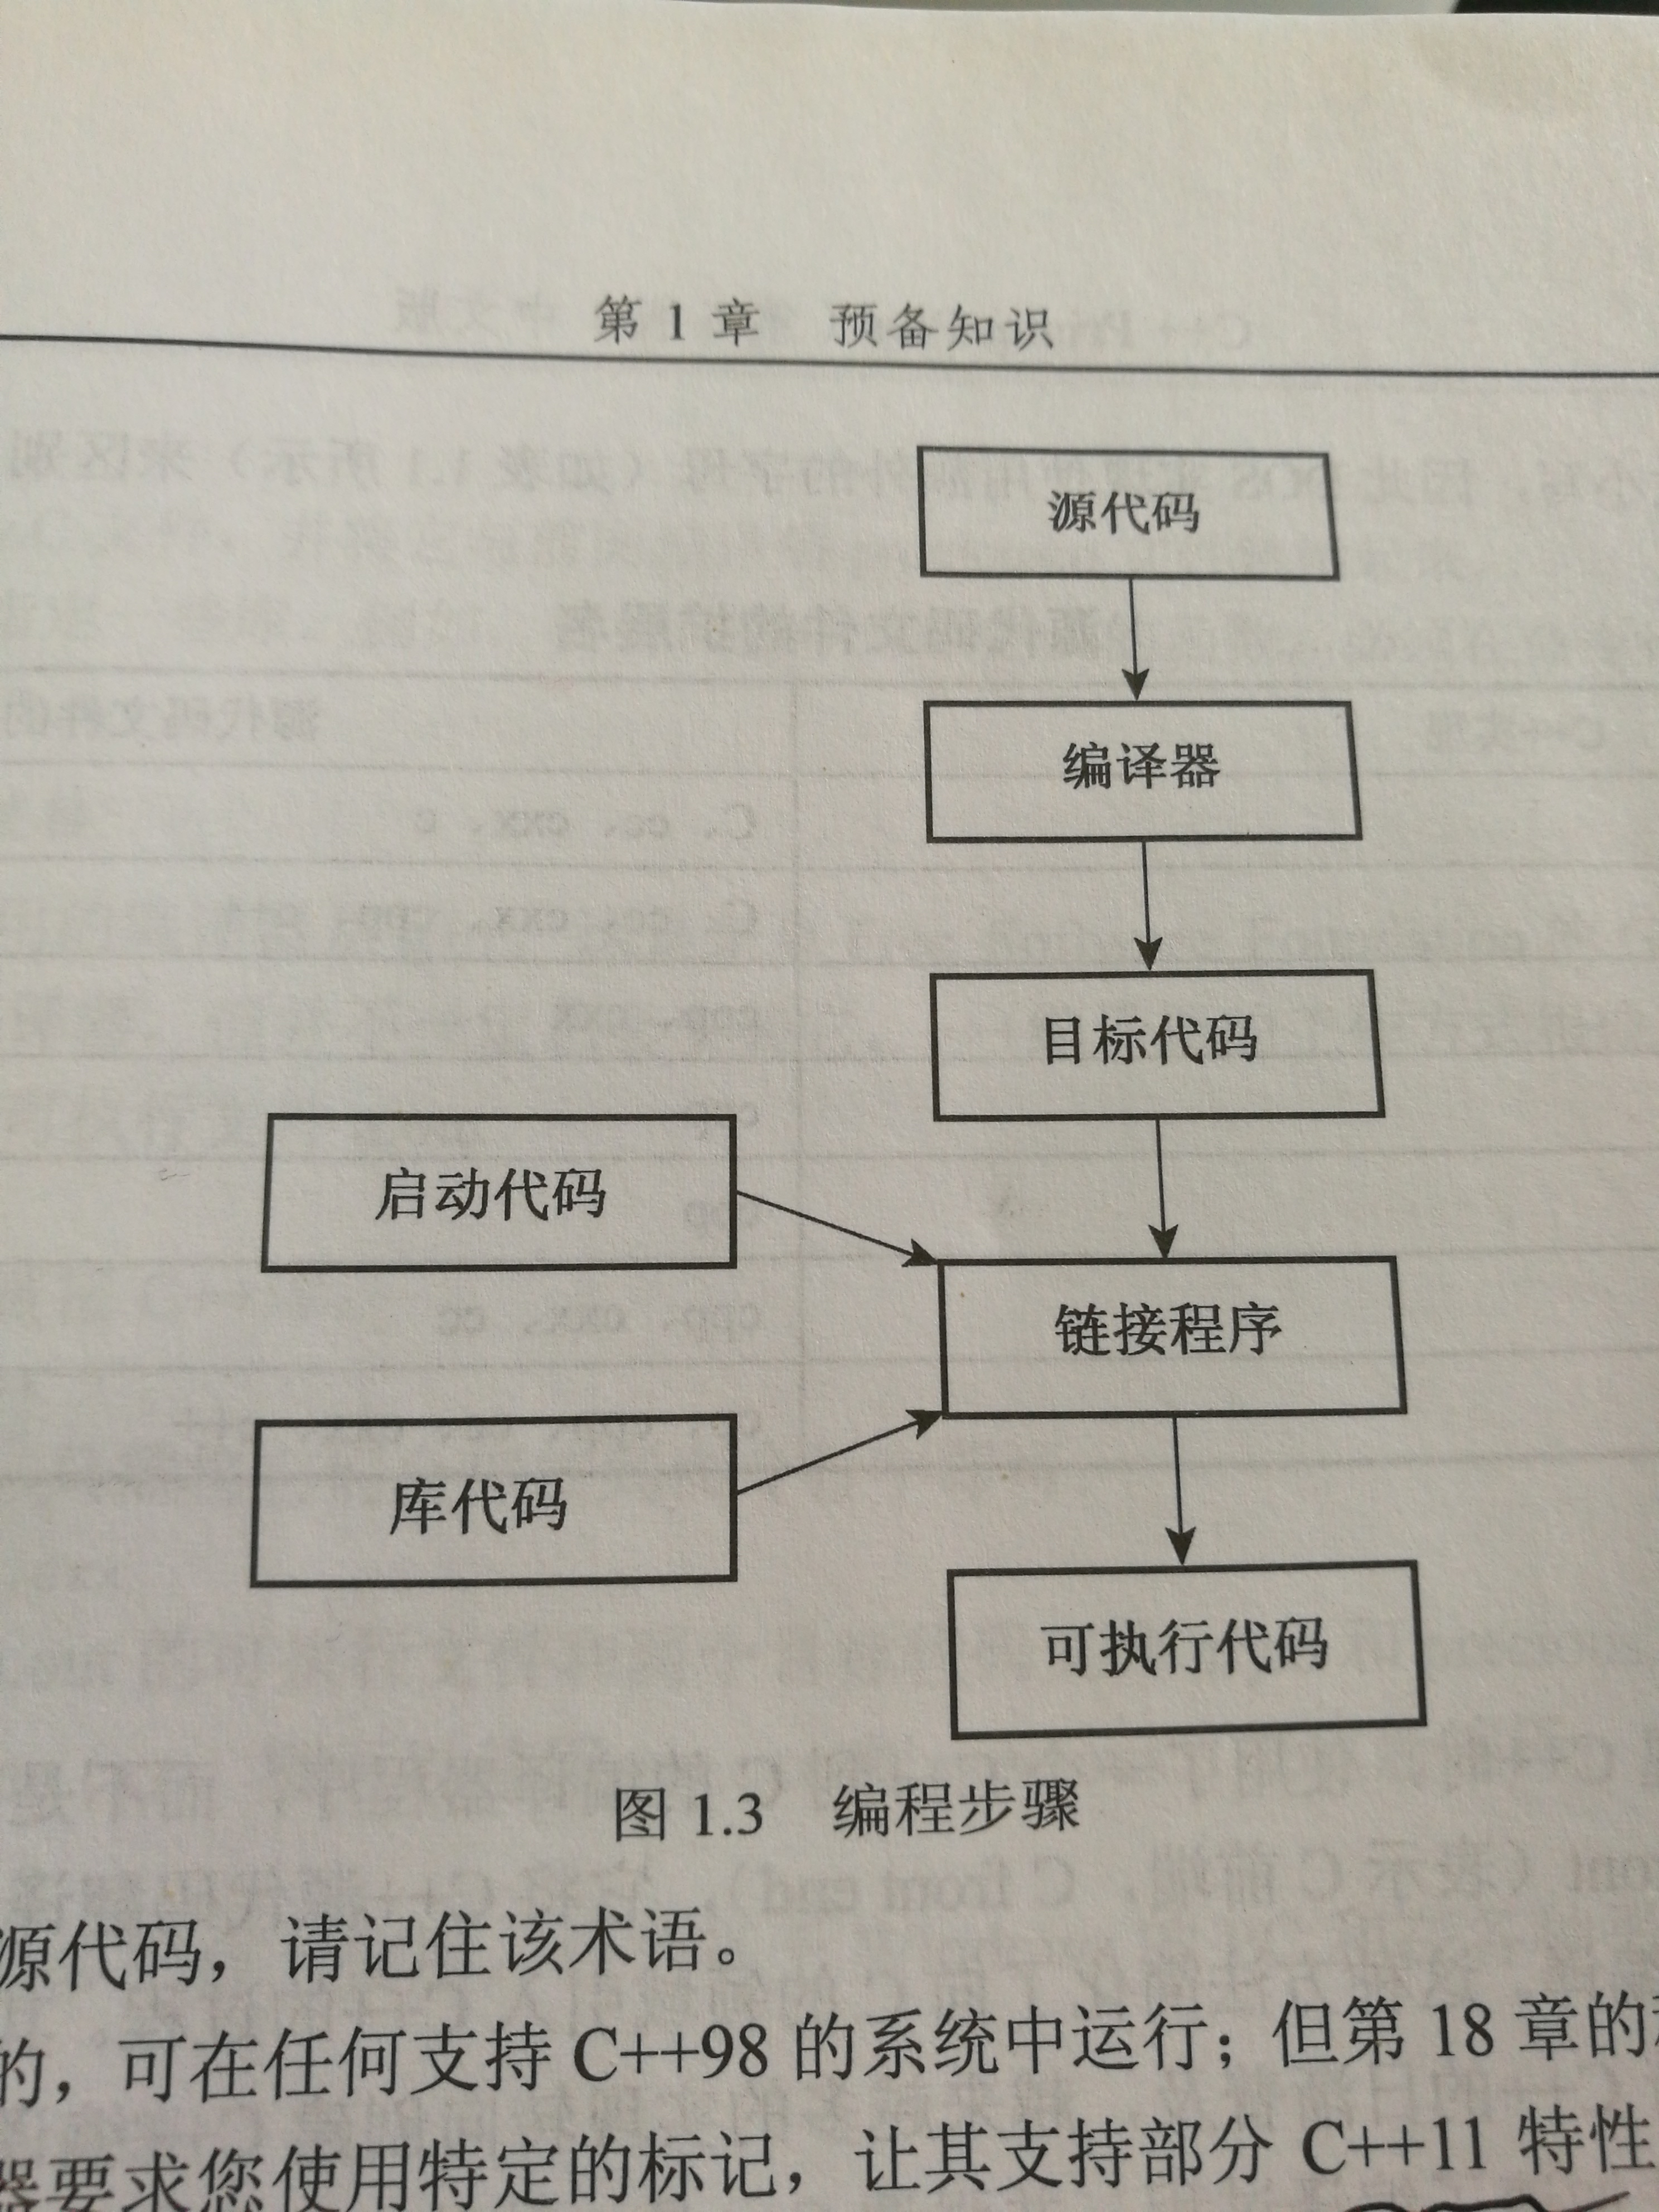 第 1 章 预备知识
源代码
编译器
目标代码
启动代码
链接程序
库代码
可执行代码
图 1.3 编程步骤
源代码，请记住该术语。
的，可在任何支持 C++98 的系统中运行；但第 18 章的
器要求您使用特定的标记，让其支持部分 C++11 特性